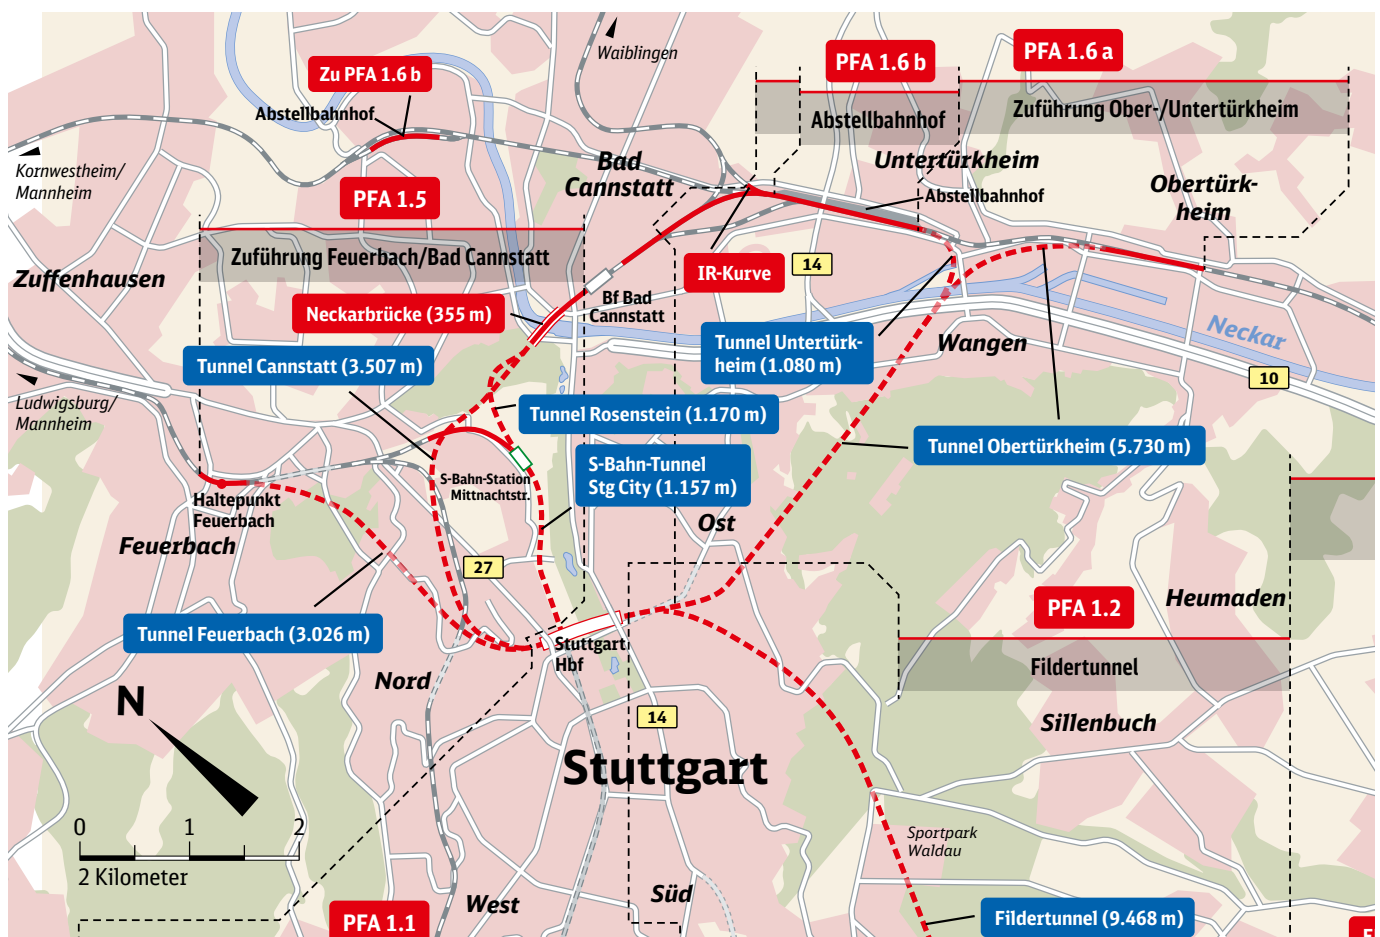 Waiblingen
PFA 1.6 b
PFA 1.6 a
Zu PFA 1.6 b
Abstellbahnhof
Abstellbahnhof
Zuführung Ober-/Untertürkheim
Kornwestheim/
Mannheim
Bad
Cannstatt
Untertürkheim
Abstellbahnhof
Obertürk-
heim
PFA 1.5
Zuführung Feuerbach/Bad Cannstatt
Zuffenhausen
IR-Kurve
14
Neckarbrücke (355 m)
Bf Bad
Cannstatt
Neckar
Tunnel Untertürk-
heim (1.080 m)
Wangen
Tunnel Cannstatt (3.507 m)
10
Ludwigsburg/
Mannheim
Tunnel Rosenstein (1.170 m)
Tunnel Obertürkheim (5.730 m)
S-Bahn-Station
Mittnachtstr.
S-Bahn-Tunnel
Stg City (1.157 m)
Haltepunkt
Feuerbach
Feuerbach
Ost
27
Heumaden
PFA 1.2
Tunnel Feuerbach (3.026 m)
Stuttgart
Hbf
Fildertunnel
Nord
N
14
Sillenbuch
Stuttgart
0 1 2
2 Kilometer
Sportpark
Waldau
Süd
West
PFA 1.1
Fildertunnel (9.468 m)